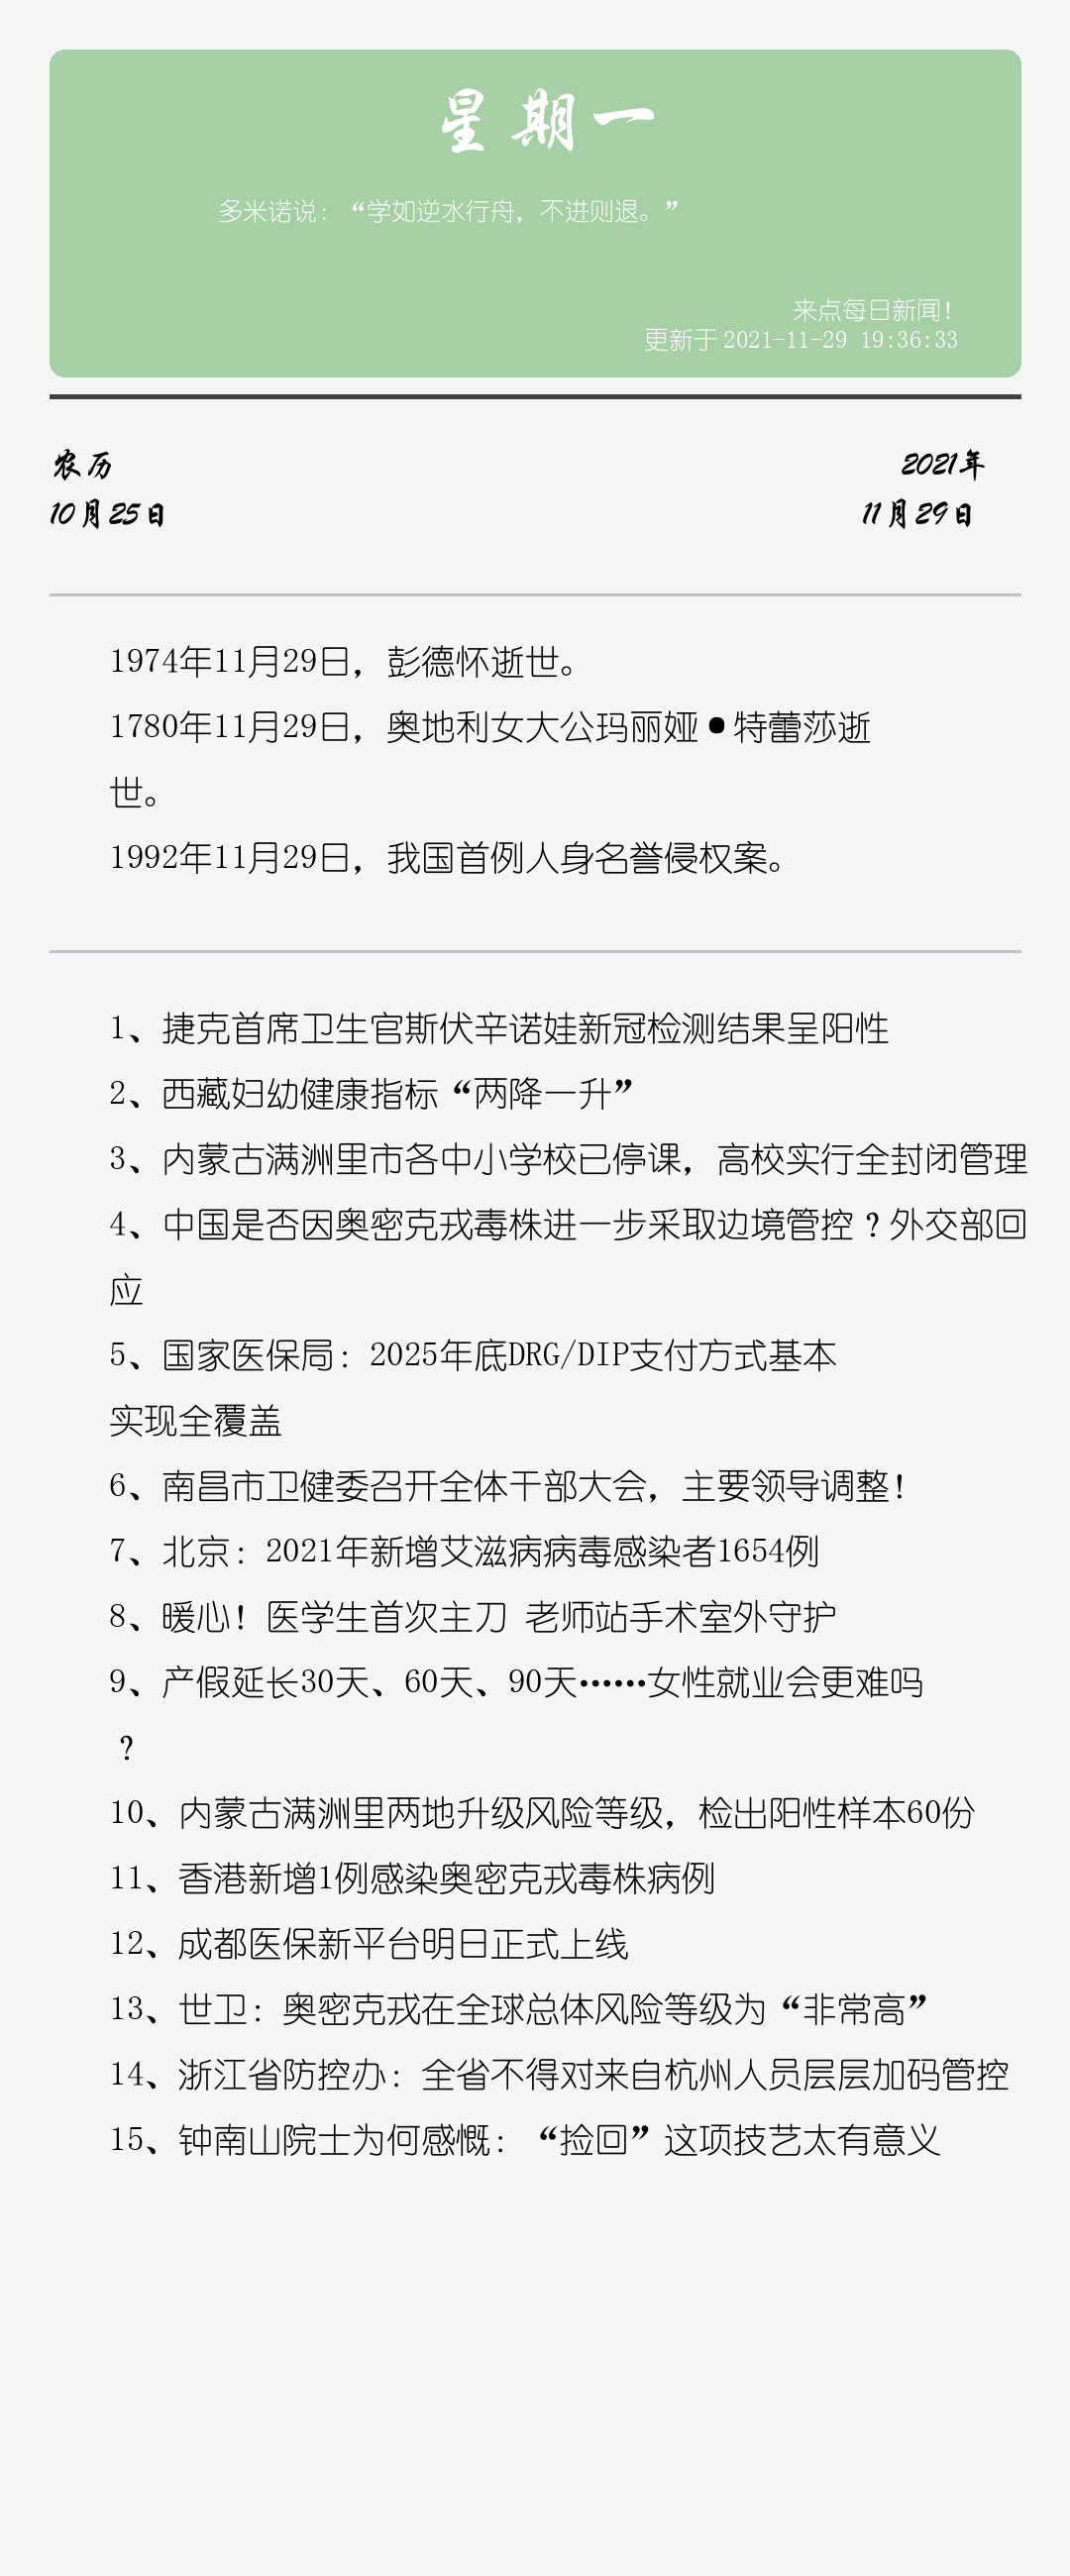 星期一
多米诺说：“学如逆水行舟，不进则退。”
来点每日新闻！
更新于 2021-11-29 19:36:33
农历
2021年
10月25日
11月29日
1974年11月29日，彭德怀逝世。
1780年11月29日，奥地利女大公玛丽娅•特蕾莎逝
世。
1992年11月29日，我国首例人身名誉侵权案。
1、捷克首席卫生官斯伏辛诺娃新冠检测结果呈阳性
2、西藏妇幼健康指标“两降一升”
3、内蒙古满洲里市各中小学校已停课，高校实行全封闭管理
4、中国是否因奥密克戎毒株进一步采取边境管控？外交部回
应
5、国家医保局：2025年底DRG/DIP支付方式基本
实现全覆盖
6、南昌市卫健委召开全体干部大会，主要领导调整！
7、北京：2021年新增艾滋病病毒感染者1654例
8、暖心！医学生首次主刀 老师站手术室外守护
9、产假延长30天、60天、90天……女性就业会更难吗
？
10、内蒙古满洲里两地升级风险等级，检出阳性样本60份
11、香港新增1例感染奥密克戎毒株病例
12、成都医保新平台明日正式上线
13、世卫：奥密克戎在全球总体风险等级为“非常高”
14、浙江省防控办：全省不得对来自杭州人员层层加码管控
15、钟南山院士为何感慨：“捡回”这项技艺太有意义